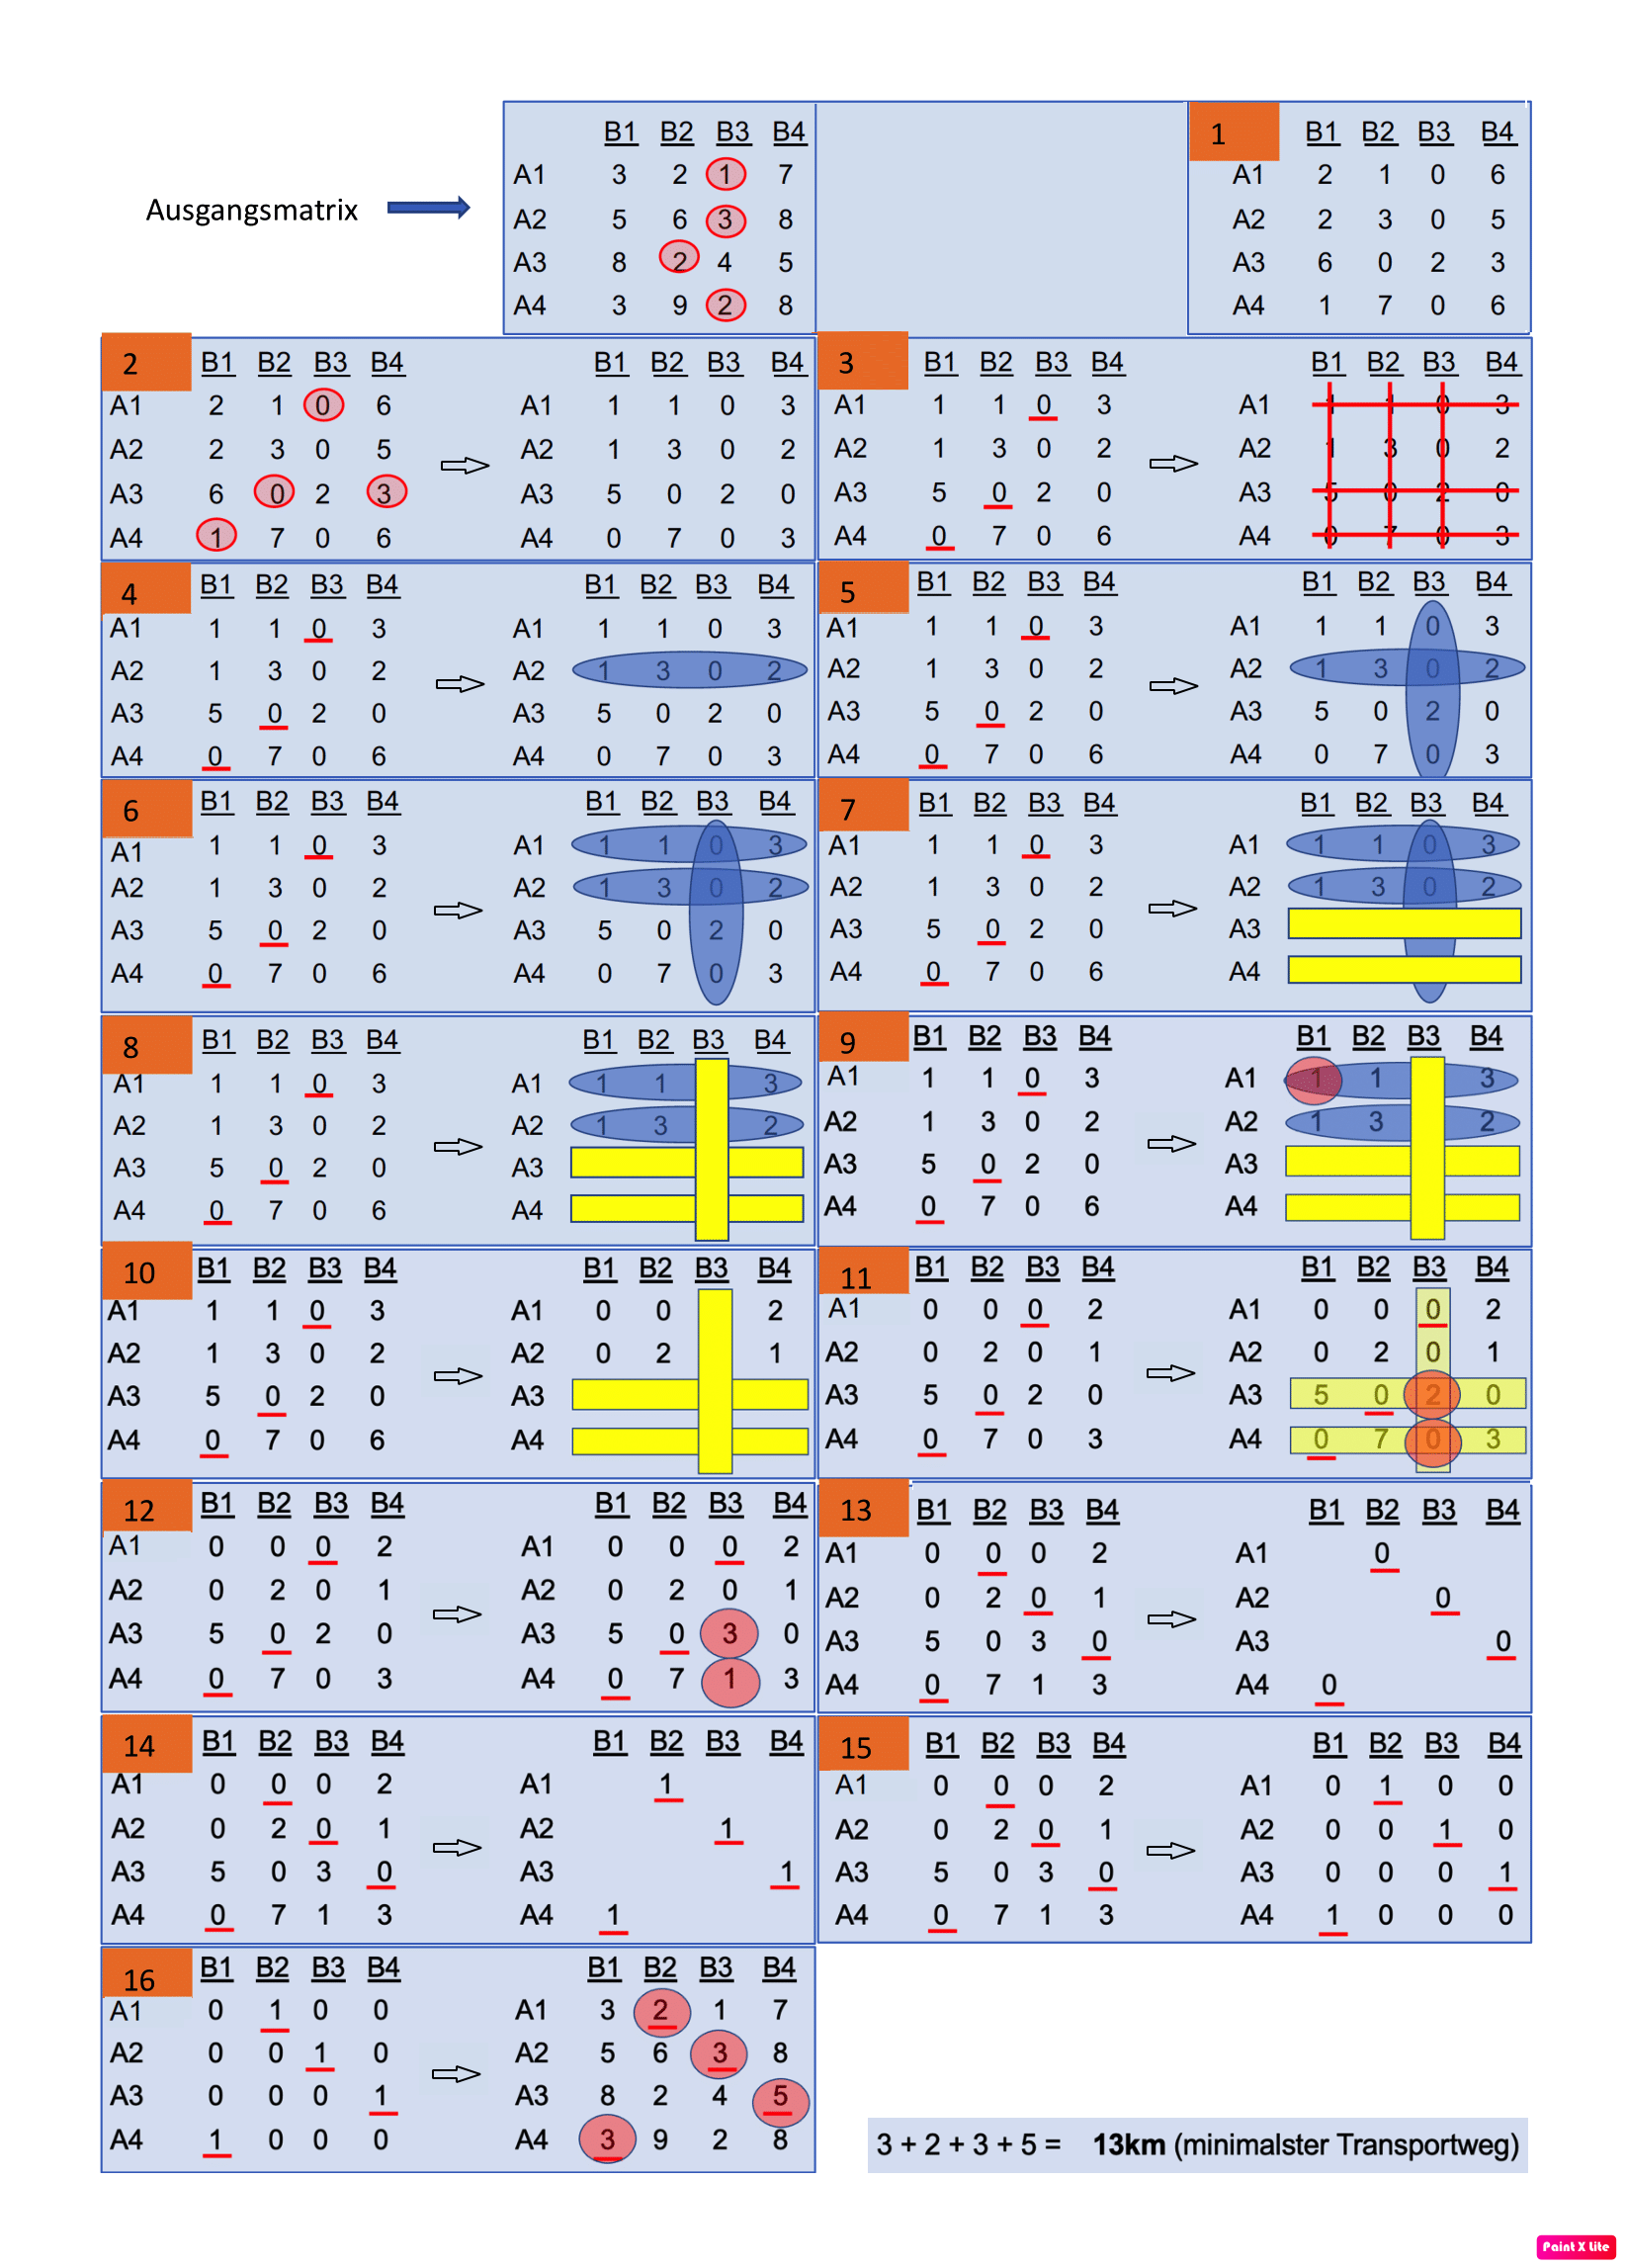 B1 B2 B3 B4
A1 3 2 1 7
Ausgangsmatrix
A2 5 6 3 8
A3 8 2 4 5
A4 3 9 2 8
1 B1 B2 B3 B4
A1 2 1 0 6
A2 2 3 0 5
A3 6 0 2 3
A4 1 7 0 6
2 B1 B2 B3 B4 B1 B2 B3 B4
A1 2 1 0 6 A1 1 1 0 3
A2 2 3 0 5 A2 1 3 0 2
A3 6 0 2 3 A3 5 0 2 0
A4 1 7 0 6 A4 0 7 0 3
3 B1 B2 B3 B4 B1 B2 B3 B4
A1 1 1 0 3 A1 1 1 0 3
A2 1 3 0 2 A2 1 3 0 2
A3 5 0 2 0 A3 5 0 2 0
A4 0 7 0 6 A4 0 7 0 3
4 B1 B2 B3 B4 B1 B2 B3 B4
A1 1 1 0 3 A1 1 1 0 3
A2 1 3 0 2 A2 1 3 0 2
A3 5 0 2 0 A3 5 0 2 0
A4 0 7 0 6 A4 0 7 0 3
5 B1 B2 B3 B4 B1 B2 B3 B4
A1 1 1 0 3 A1 1 1 0 3
A2 1 3 0 2 A2 1 3 0 2
A3 5 0 2 0 A3 5 0 2 0
A4 0 7 0 6 A4 0 7 0 3
6 B1 B2 B3 B4 B1 B2 B3 B4
A1 1 1 0 3 A1 1 1 0 3
A2 1 3 0 2 A2 1 3 0 2
A3 5 0 2 0 A3 5 0 2 0
A4 0 7 0 6 A4 0 7 0 3
7 B1 B2 B3 B4 B1 B2 B3 B4
A1 1 1 0 3 A1 1 1 0 3
A2 1 3 0 2 A2 1 3 0 2
A3 5 0 2 0 A3
A4 0 7 0 6 A4
8 B1 B2 B3 B4 B1 B2 B3 B4
A1 1 1 0 3 A1 1 1 3
A2 1 3 0 2 A2 1 3 2
A3 5 0 2 0 A3
A4 0 7 0 6 A4
9 B1 B2 B3 B4 B1 B2 B3 B4
A1 1 1 0 3 A1 1 1 3
A2 1 3 0 2 A2 1 3 2
A3 5 0 2 0 A3
A4 0 7 0 6 A4
10 B1 B2 B3 B4 B1 B2 B3 B4
A1 1 1 0 3 A1 0 0 2
A2 1 3 0 2 A2 0 2 1
A3 5 0 2 0 A3
A4 0 7 0 6 A4
11 B1 B2 B3 B4 B1 B2 B3 B4
A1 0 0 0 2 A1 0 0 0 2
A2 0 2 0 1 A2 0 2 0 1
A3 5 0 2 0 A3 5 0 2 0
A4 0 7 0 3 A4 0 7 0 3
12 B1 B2 B3 B4 B1 B2 B3 B4
A1 0 0 0 2 A1 0 0 0 2
A2 0 2 0 1 A2 0 2 0 1
A3 5 0 2 0 A3 5 0 3 0
A4 0 7 0 3 A4 0 7 1 3
13 B1 B2 B3 B4 B1 B2 B3 B4
A1 0 0 0 2 A1 0
A2 0 2 0 1 A2 0
A3 5 0 3 0 A3 0
A4 0 7 1 3 A4 0
14 B1 B2 B3 B4 B1 B2 B3 B4
A1 0 0 0 2 A1 1
A2 0 2 0 1 A2 1
A3 5 0 3 0 A3 1
A4 0 7 1 3 A4 1
15 B1 B2 B3 B4 B1 B2 B3 B4
A1 0 0 0 2 A1 0 1 0 0
A2 0 2 0 1 A2 0 0 1 0
A3 5 0 3 0 A3 0 0 0 1
A4 0 7 1 3 A4 1 0 0 0
16 B1 B2 B3 B4 B1 B2 B3 B4
A1 0 1 0 0 A1 3 2 1 7
A2 0 0 1 0 A2 5 6 3 8
A3 0 0 0 1 A3 8 2 4 5
A4 1 0 0 0 A4 3 9 2 8
3 + 2 + 3 + 5 = 13km (minimalster Transportweg)
Paint X Lite